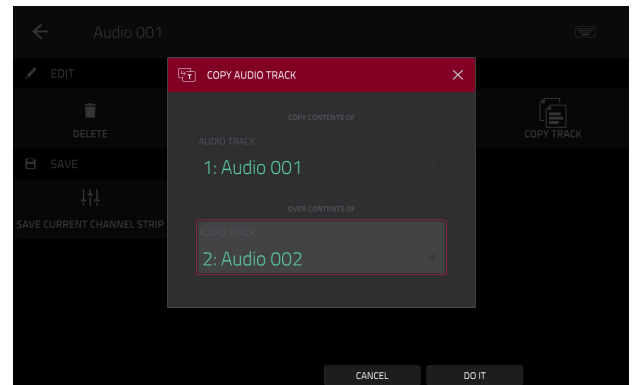 Audio 001
EDIT
COPY AUDIO TRACK
DELETE
COPY TRACK
COPY CONTENTS OF
AUDIO TRACK
1: Audio 001
SAVE
SAVE CURRENT CHANNEL STRIP
OVER CONTENTS OF
AUDIO TRACK
2: Audio 002
CANCEL
DO IT